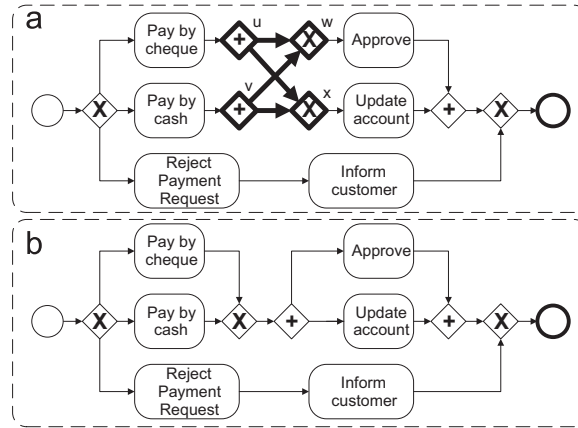 a
u
w
Pay by
cheque
+
X
Approve
v
x
X
Pay by
cash
+
X
Update
account
+
X
Reject
Payment
Request
Inform
customer
b
Pay by
cheque
Approve
X
Pay by
cash
X
+
Update
account
+
X
Reject
Payment
Request
Inform
customer